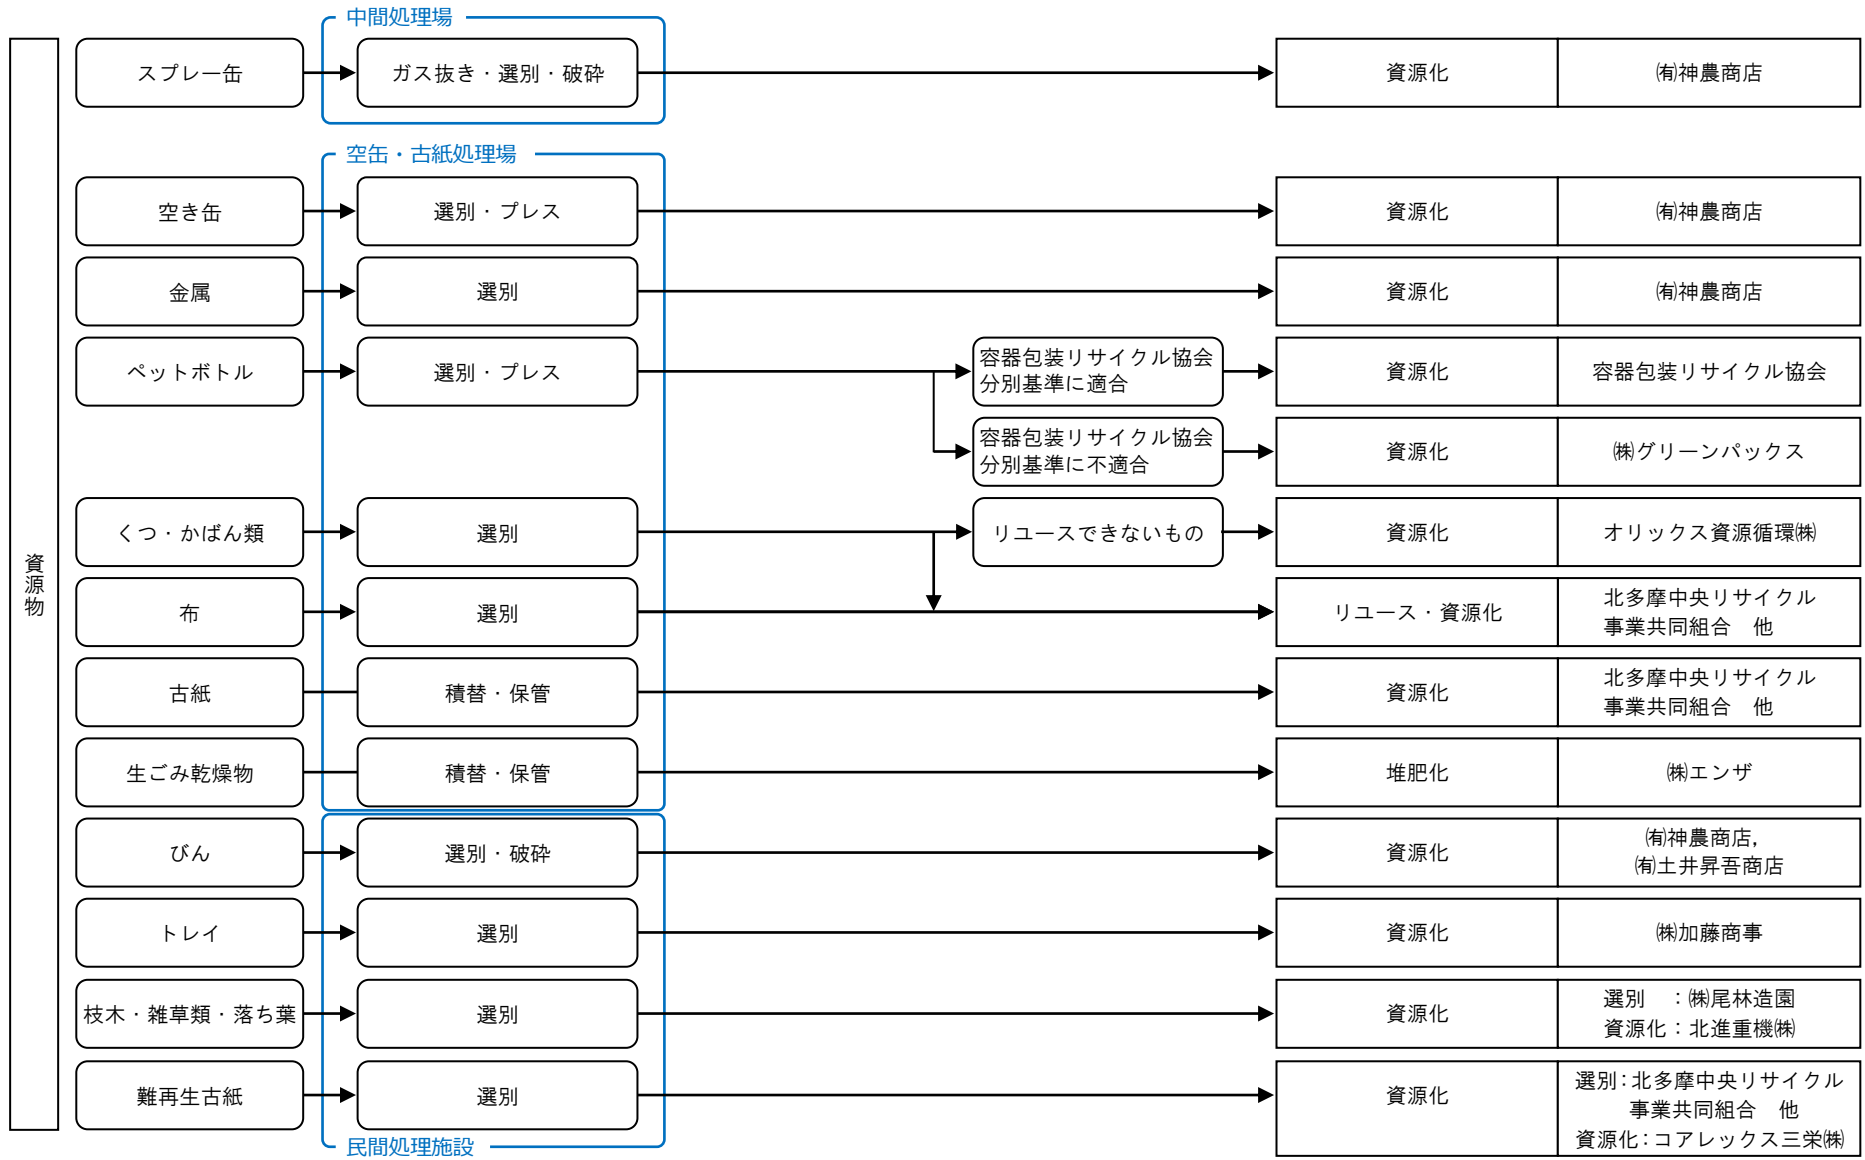 中間処理場
スプレー缶
ガス抜き・選別・破砕
資源化
㈲神農商店
空缶・古紙処理場
空き缶
選別・プレス
資源化
㈲神農商店
金属
選別
資源化
㈲神農商店
ペットボトル
選別・プレス
容器包装リサイクル協会
分別基準に適合
資源化
容器包装リサイクル協会
容器包装リサイクル協会
分別基準に不適合
資源化
㈱グリーンパックス
くつ・かばん類
選別
リユースできないもの
資源化
オリックス資源循環㈱
資源物
布
選別
リユース・資源化
北多摩中央リサイクル
事業共同組合　他
古紙
積替・保管
資源化
北多摩中央リサイクル
事業共同組合　他
生ごみ乾燥物
積替・保管
堆肥化
㈱エンザ
びん
選別・破砕
資源化
㈲神農商店,
㈲土井昇吾商店
トレイ
選別
資源化
㈱加藤商事
枝木・雑草類・落ち葉
選別
資源化
選別　：㈱尾林造園
資源化：北進重機㈱
難再生古紙
選別
資源化
選別：北多摩中央リサイクル
事業共同組合　他
資源化：コアレックス三栄㈱
民間処理施設